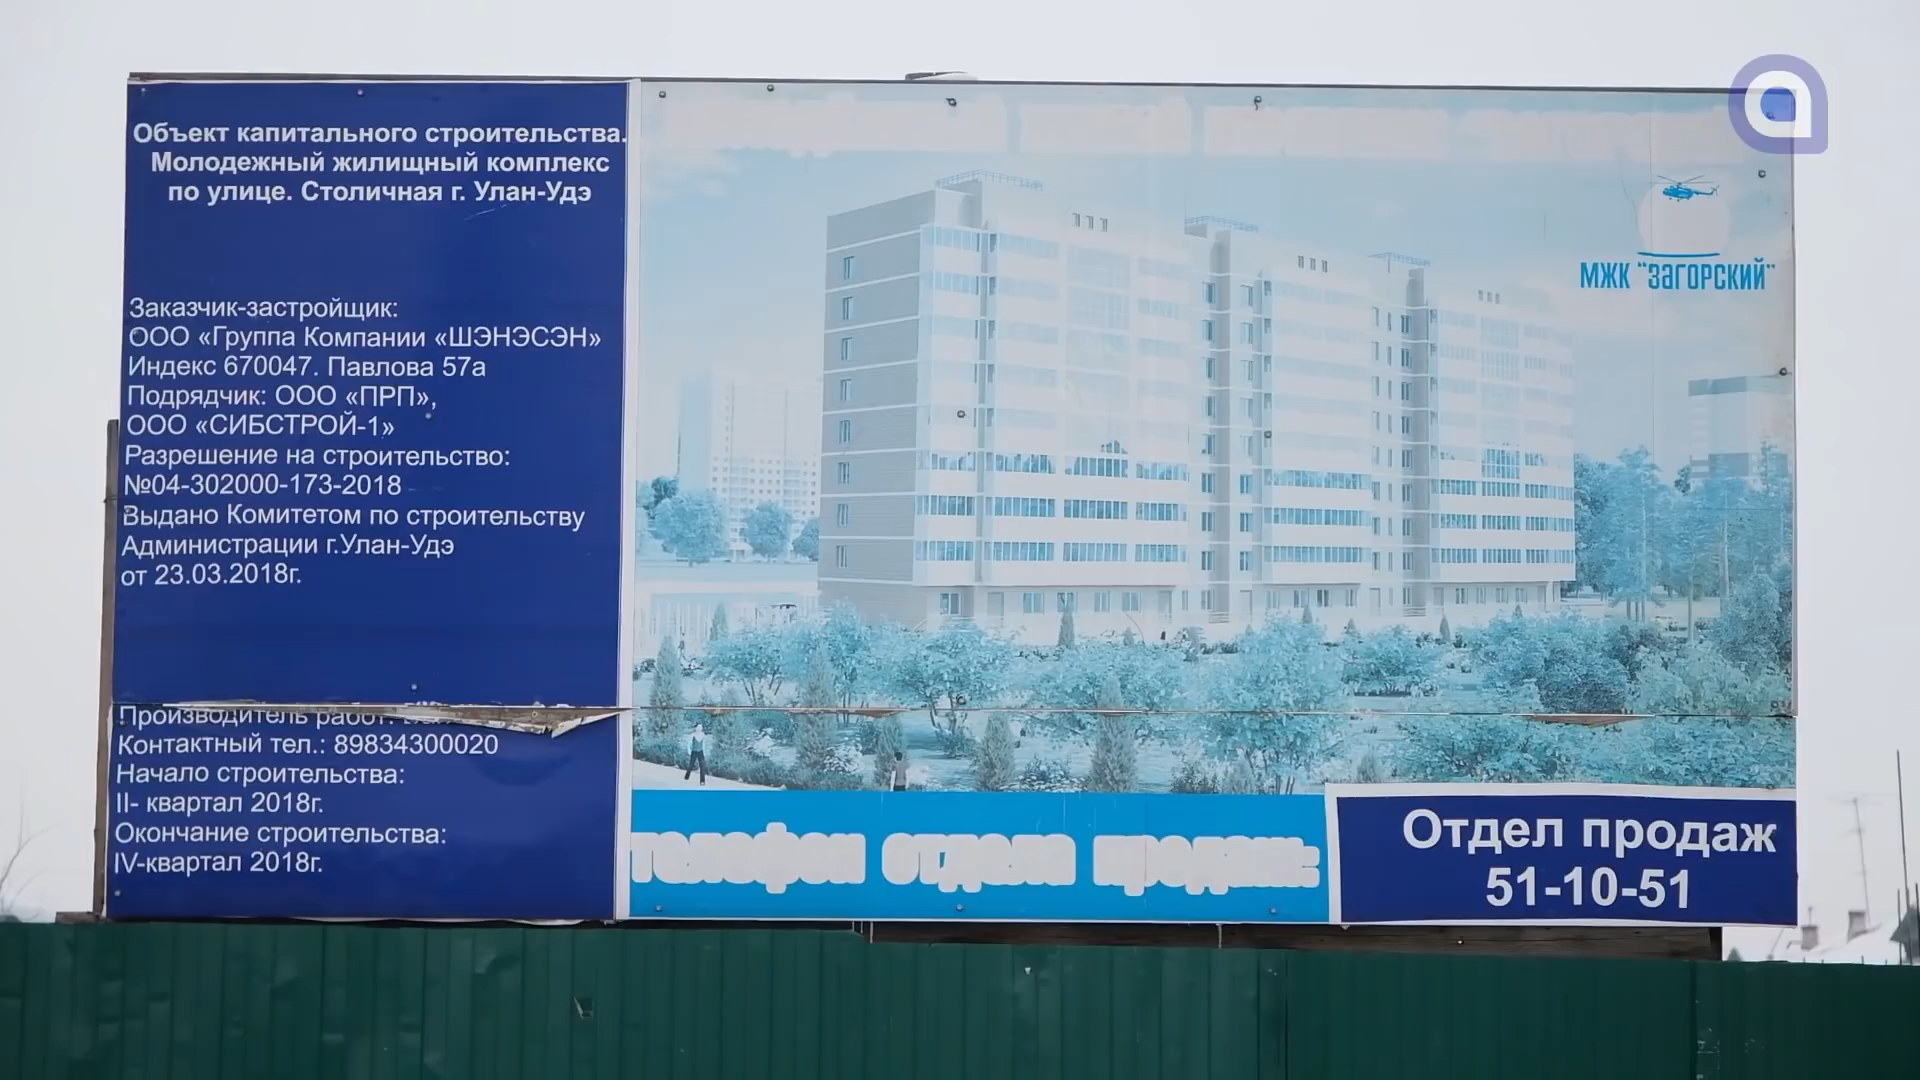 Объект капитального строительства.
Молодежный жилищный комплекс
по улице. Столичная г. Улан-Удэ
Заказчик-застройщик:
ООО «Группа Компании «ШЭНЭСЭН»
Индекс 670047. Павлова 57а
Подрядчик: ООО «ПРП»,
ООО «СИБСТРОЙ-1»
Разрешение на строительство:
№04-302000-173-2018
Выдано Комитетом по строительству
Администрации г.Улан-Удэ
от 23.03.2018г.
Производитель работ:
Контактный тел.: 89834300020
Начало строительства:
II- квартал 2018г.
Окончание строительства:
IV-квартал 2018г.
МЖК "ЗАГОРСКИЙ"
телефон отдела продаж:
Отдел продаж
51-10-51